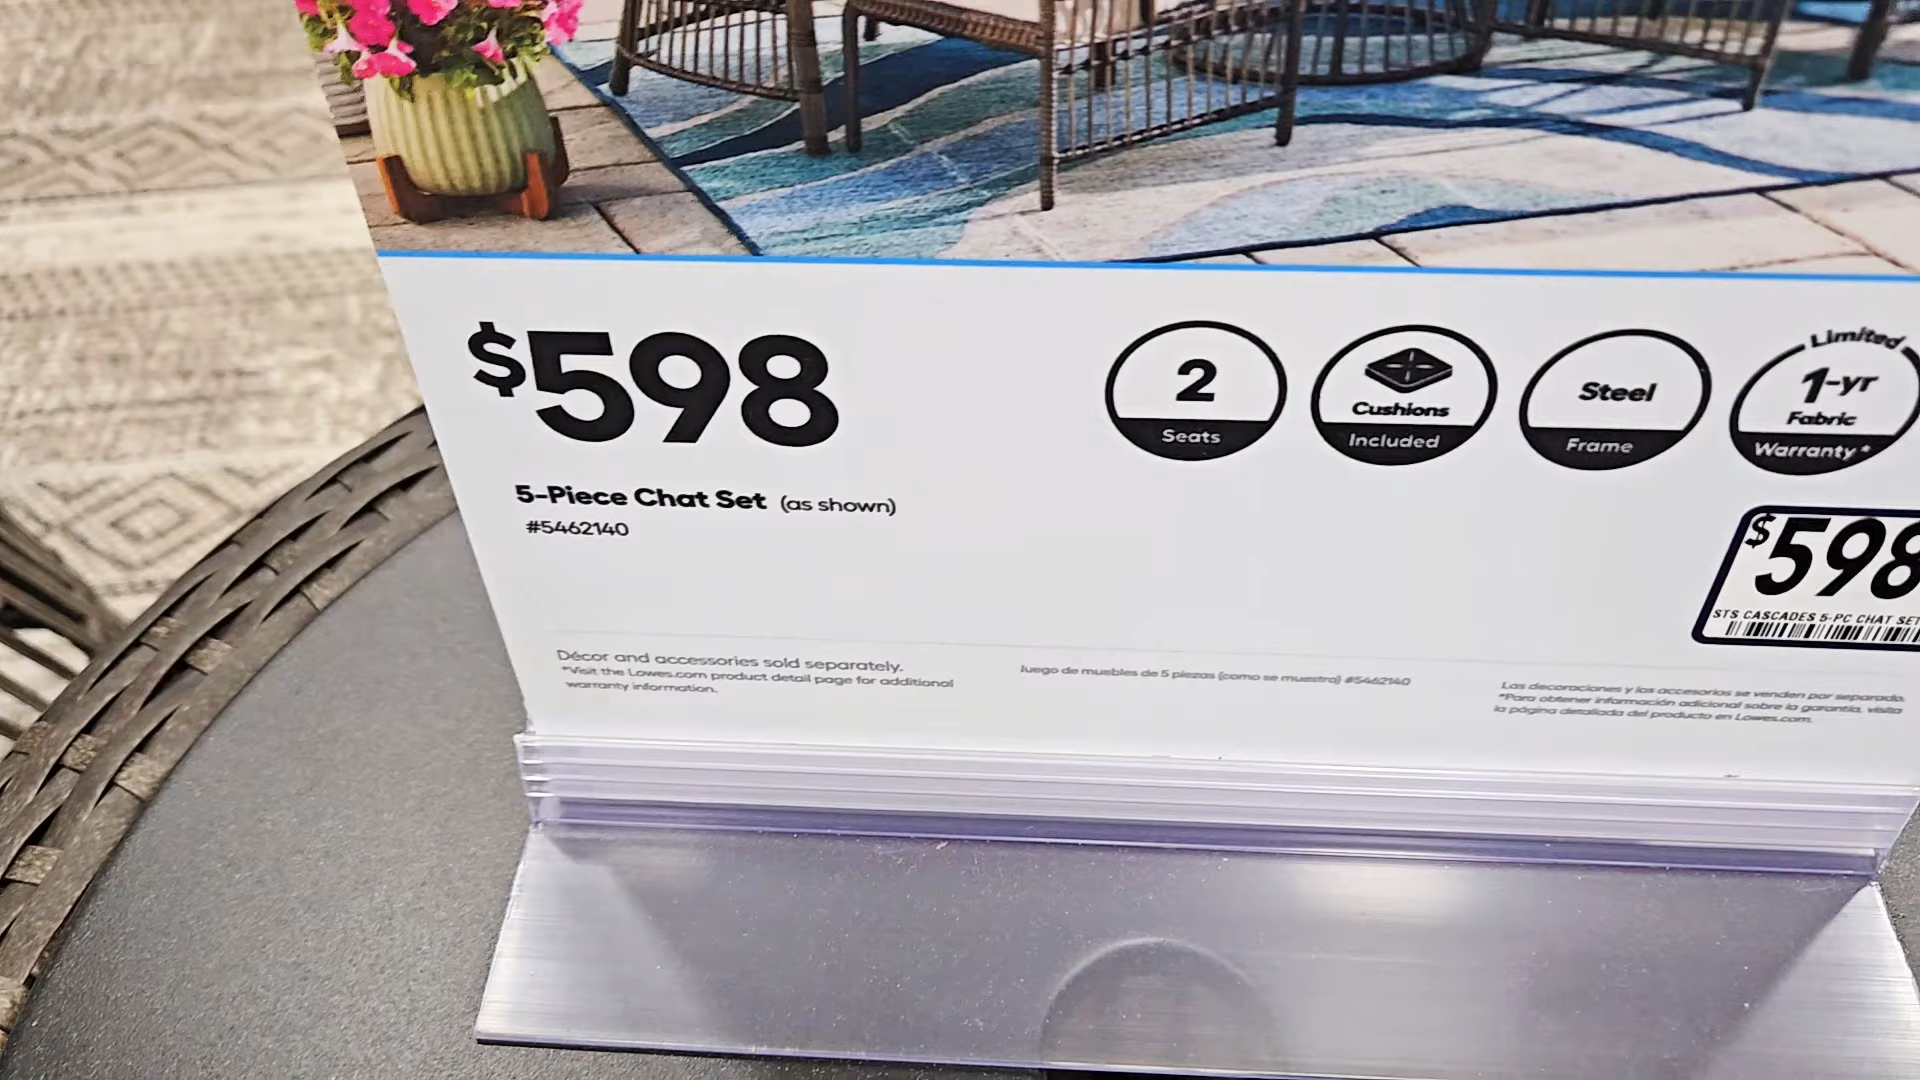 $598
2
Seats
Cushions
Included
Steel
Frame
Limited
1-yr
Fabric
Warranty*
5-Piece Chat Set (as shown)
#5462140
$598
STS CASCADES 5-PC CHAT SET
Décor and accessories sold separately.
*Visit the Lowes.com product detail page for additional
warranty information.
Juego de muebles de 5 piezas (como se muestra) #5462140
Las decoraciones y los accesorios se venden por separado.
*Para obtener información adicional sobre la garantía, visita
la página detallada del producto en Lowes.com.